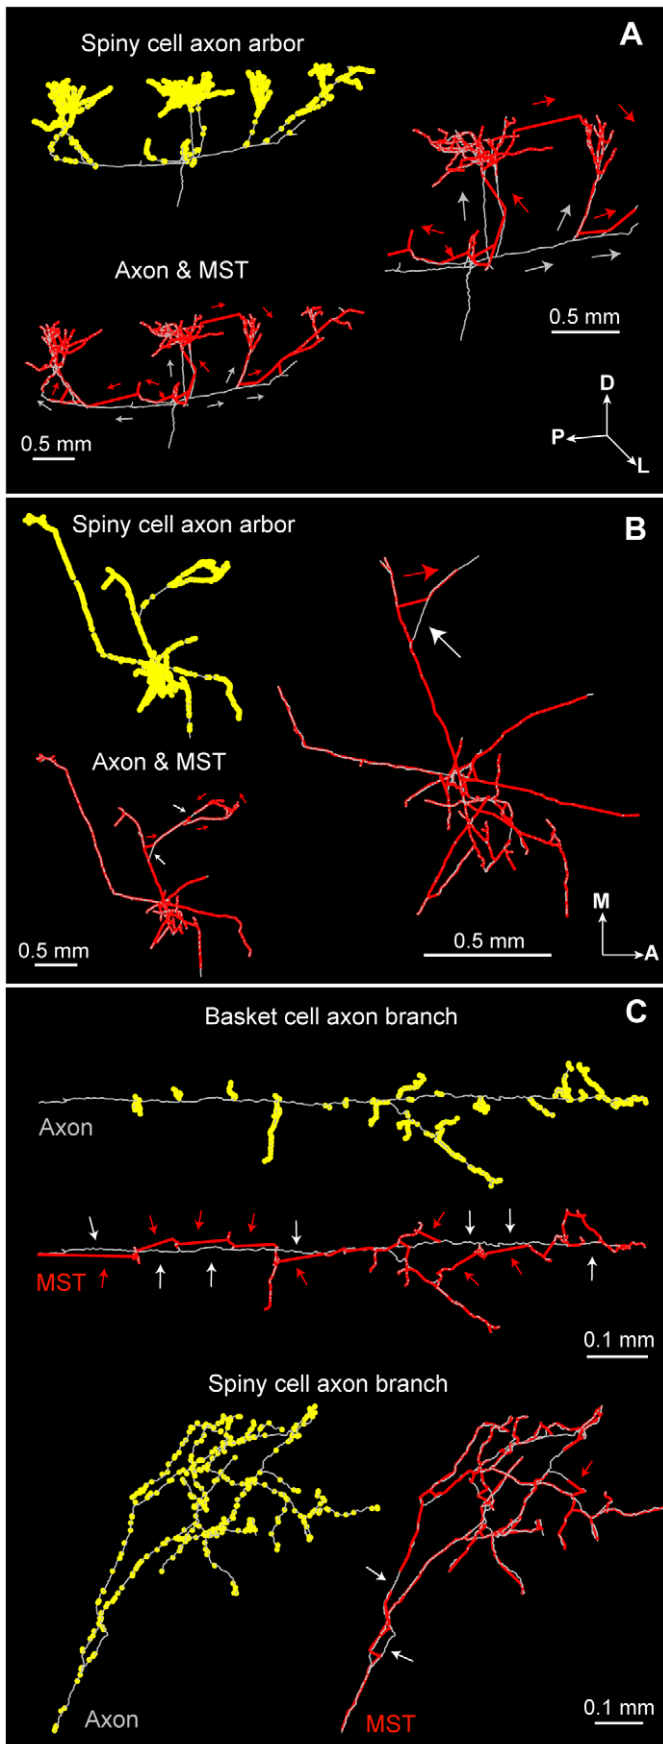 A
Spiny cell axon arbor
Axon & MST
0.5 mm
0.5 mm
D
P
L
B
Spiny cell axon arbor
Axon & MST
0.5 mm
0.5 mm
M
A
C
Basket cell axon branch
Axon
MST
0.1 mm
Spiny cell axon branch
Axon
MST
0.1 mm